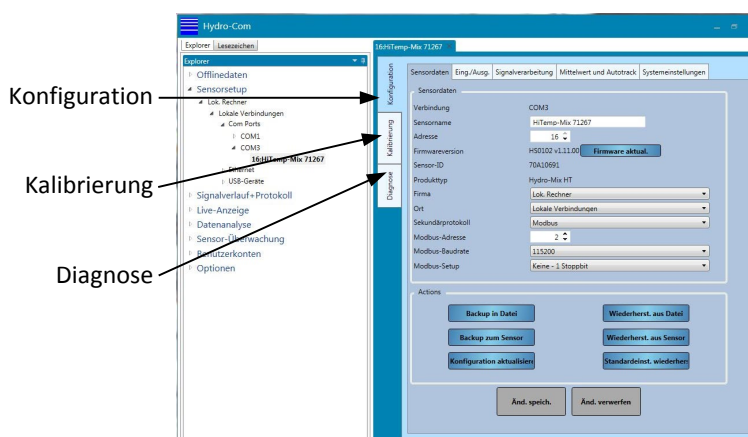 Hydro-Com
Explorer Lesezeichen
16:HiTemp-Mix 71267
Explorer
Offlinedaten
Sensorsetup
Lok. Rechner
Lokale Verbindungen
Com Ports
COM1
COM3
16:HiTemp-Mix 71267
Ethernet
USB-Geräte
Signalverlauf+Protokoll
Live-Anzeige
Datenanalyse
Sensor-Überwachung
Benutzerkonten
Optionen
Konfiguration
Kalibrierung
Diagnose
Konfiguration
Kalibrierung
Diagnose
Sensordaten Eing./Ausg. Signalverarbeitung Mittelwert und Autotrack Systemeinstellungen
Sensordaten
Verbindung COM3
Sensorname HiTemp-Mix 71267
Adresse 16
Firmwareversion HS0102 v1.11.00 Firmware aktual.
Sensor-ID 70A10691
Produkttyp Hydro-Mix HT
Firma Lok. Rechner
Ort Lokale Verbindungen
Sekundärprotokoll Modbus
Modbus-Adresse 2
Modbus-Baudrate 115200
Modbus-Setup Keine - 1 Stoppbit
Actions
Backup in Datei Wiederherst. aus Datei
Backup zum Sensor Wiederherst. aus Sensor
Konfiguration aktualisiere Standardeinst. wiederhers
Änd. speich. Änd. verwerfen